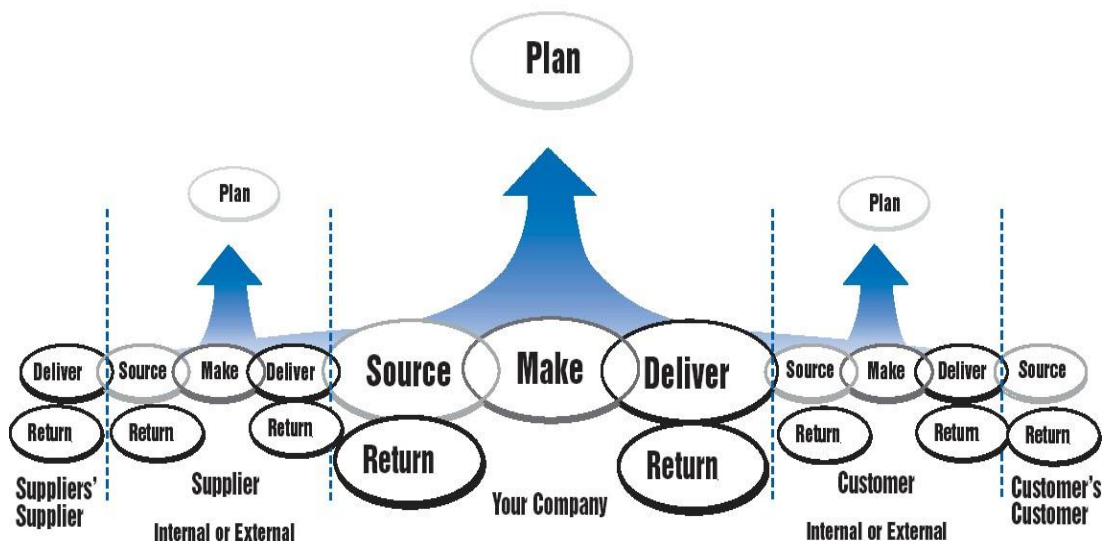 Plan
Plan
Plan
Deliver
Source
Make
Deliver
Source
Make
Deliver
Source
Make
Deliver
Source
Return
Return
Return
Return
Return
Return
Return
Return
Suppliers'
Supplier
Supplier
Internal or External
Your Company
Customer
Internal or External
Customer's
Customer